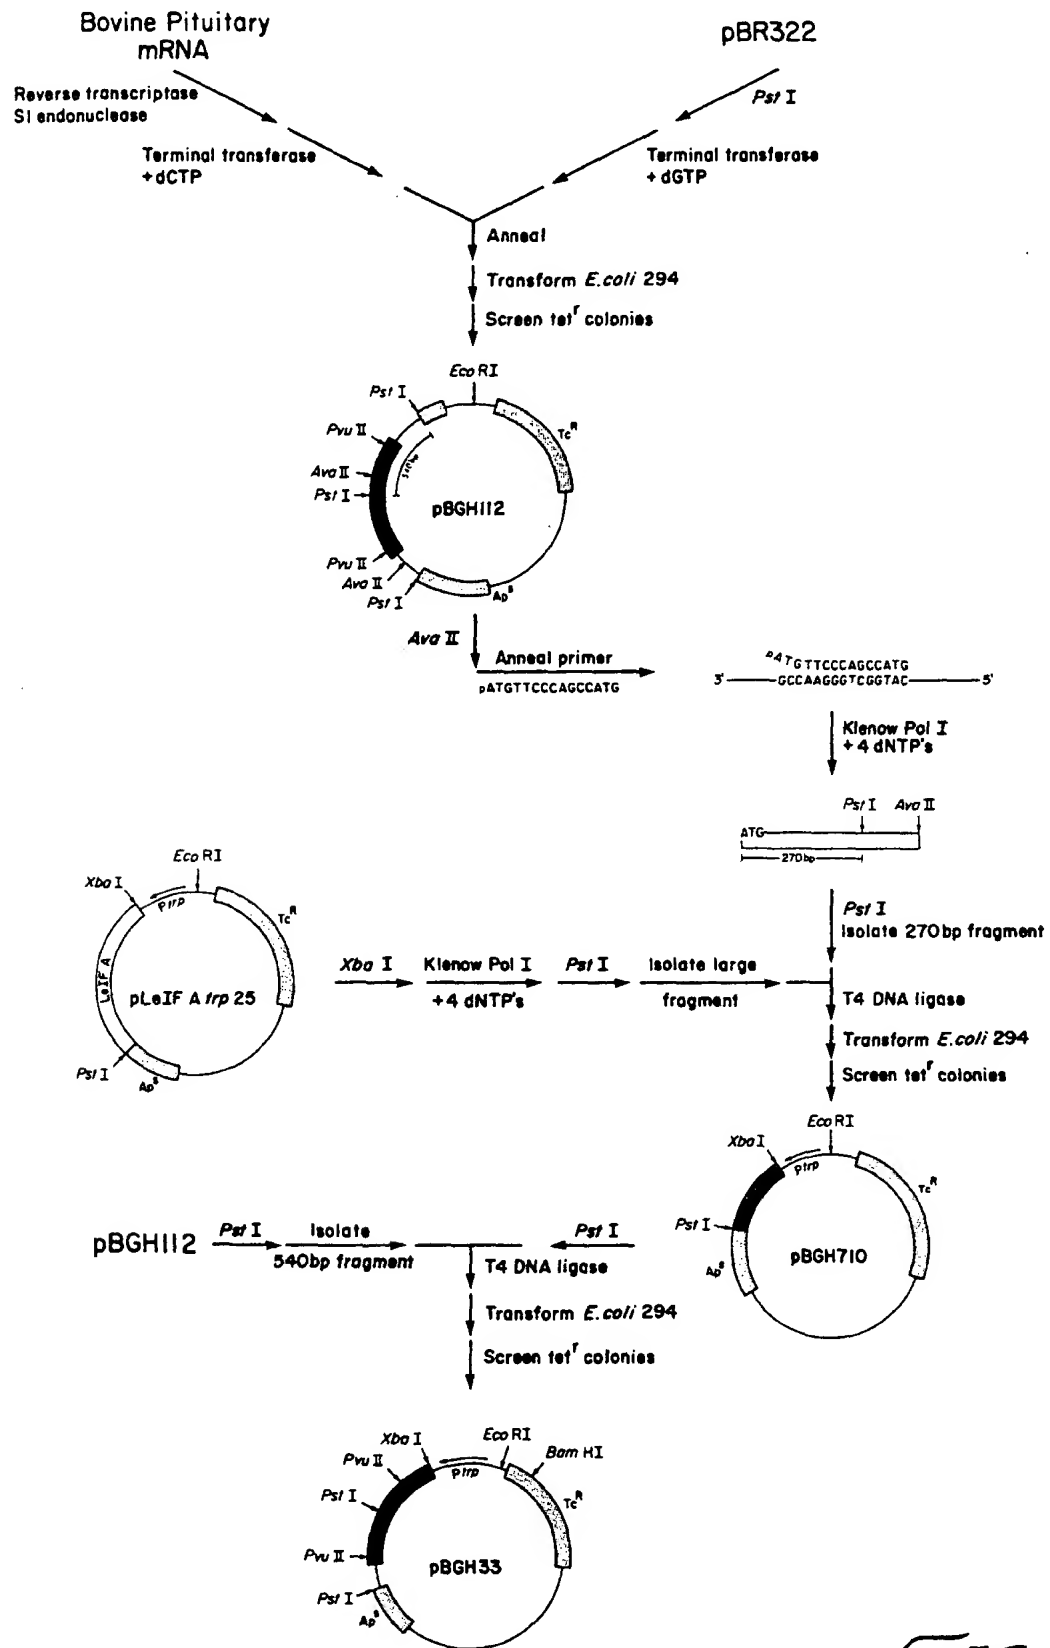 Bovine Pituitary
mRNA
pBR322
Reverse transcriptase
S1 endonuclease
Pst I
Terminal transferase
+dCTP
Terminal transferase
+dGTP
Anneal
Transform E.coli 294
Screen tet^r colonies
Eco RI
Pst I
Tc^R
Pvu II
Ava II
Pst I
540bp
pBGH112
Pvu II
Ava II
Pst I
Ap^s
Ava II
Anneal primer
pATGTTCCCAGCCATG
pATGTTCCCAGCCATG
3' GCCAAGGGTCGGTAC 5'
Klenow Pol I
+4 dNTP's
Pst I Ava II
ATG
270bp
Eco RI
Xba I
Ptrp
Tc^R
LeIF A
pLeIF A trp 25
Pst I
Ap^s
Xba I
Klenow Pol I
+4 dNTP's
Pst I
Isolate large
fragment
Pst I
Isolate 270bp fragment
T4 DNA ligase
Transform E.coli 294
Screen tet^r colonies
Eco RI
Xba I
Ptrp
Tc^R
Pst I
pBGH710
Ap^s
pBGH112
Pst I
Isolate
540bp fragment
Pst I
T4 DNA ligase
Transform E.coli 294
Screen tet^r colonies
Eco RI
Xba I
Bam HI
Pvu II
Ptrp
Tc^R
Pst I
Pvu II
pBGH33
Pst I
Ap^s